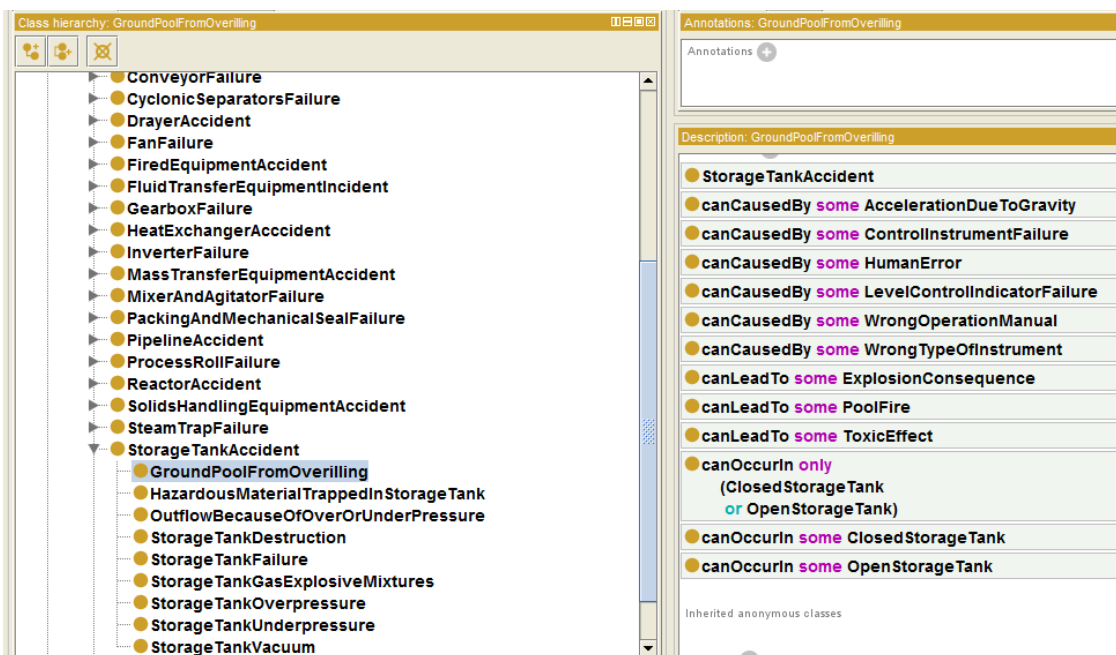 Class hierarchy: GroundPoolFromOverilling
ConveyorFailure
CyclonicSeparatorsFailure
DrayerAccident
FanFailure
FiredEquipmentAccident
FluidTransferEquipmentIncident
GearboxFailure
HeatExchangerAcccident
InverterFailure
MassTransferEquipmentAccident
MixerAndAgitatorFailure
PackingAndMechanicalSealFailure
PipelineAccident
ProcessRollFailure
ReactorAccident
SolidsHandlingEquipmentAccident
SteamTrapFailure
StorageTankAccident
GroundPoolFromOverilling
HazardousMaterialTrappedInStorageTank
OutflowBecauseOfOverOrUnderPressure
StorageTankDestruction
StorageTankFailure
StorageTankGasExplosiveMixtures
StorageTankOverpressure
StorageTankUnderpressure
StorageTankVacuum
Annotations: GroundPoolFromOverilling
Annotations
Description: GroundPoolFromOverilling
StorageTankAccident
canCausedBy some AccelerationDueToGravity
canCausedBy some ControlInstrumentFailure
canCausedBy some HumanError
canCausedBy some LevelControlIndicatorFailure
canCausedBy some WrongOperationManual
canCausedBy some WrongTypeOfInstrument
canLeadTo some ExplosionConsequence
canLeadTo some PoolFire
canLeadTo some ToxicEffect
canOccurIn only
(ClosedStorageTank
or OpenStorageTank)
canOccurIn some ClosedStorageTank
canOccurIn some OpenStorageTank
Inherited anonymous classes